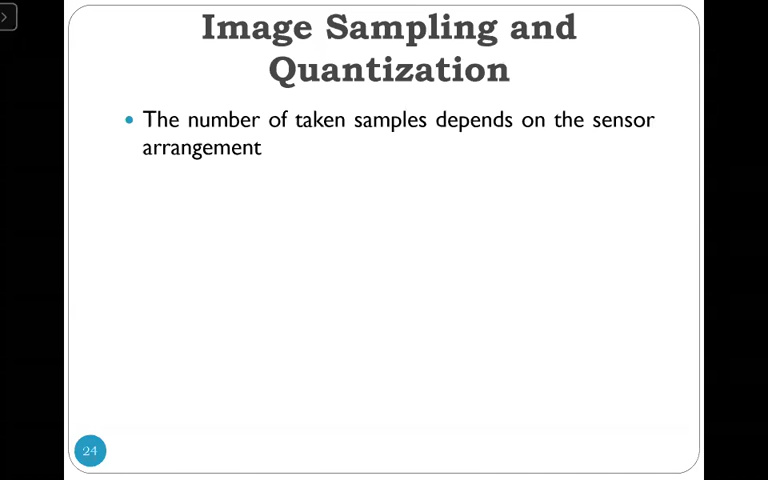 Image Sampling and
Quantization
• The number of taken samples depends on the sensor
arrangement
24